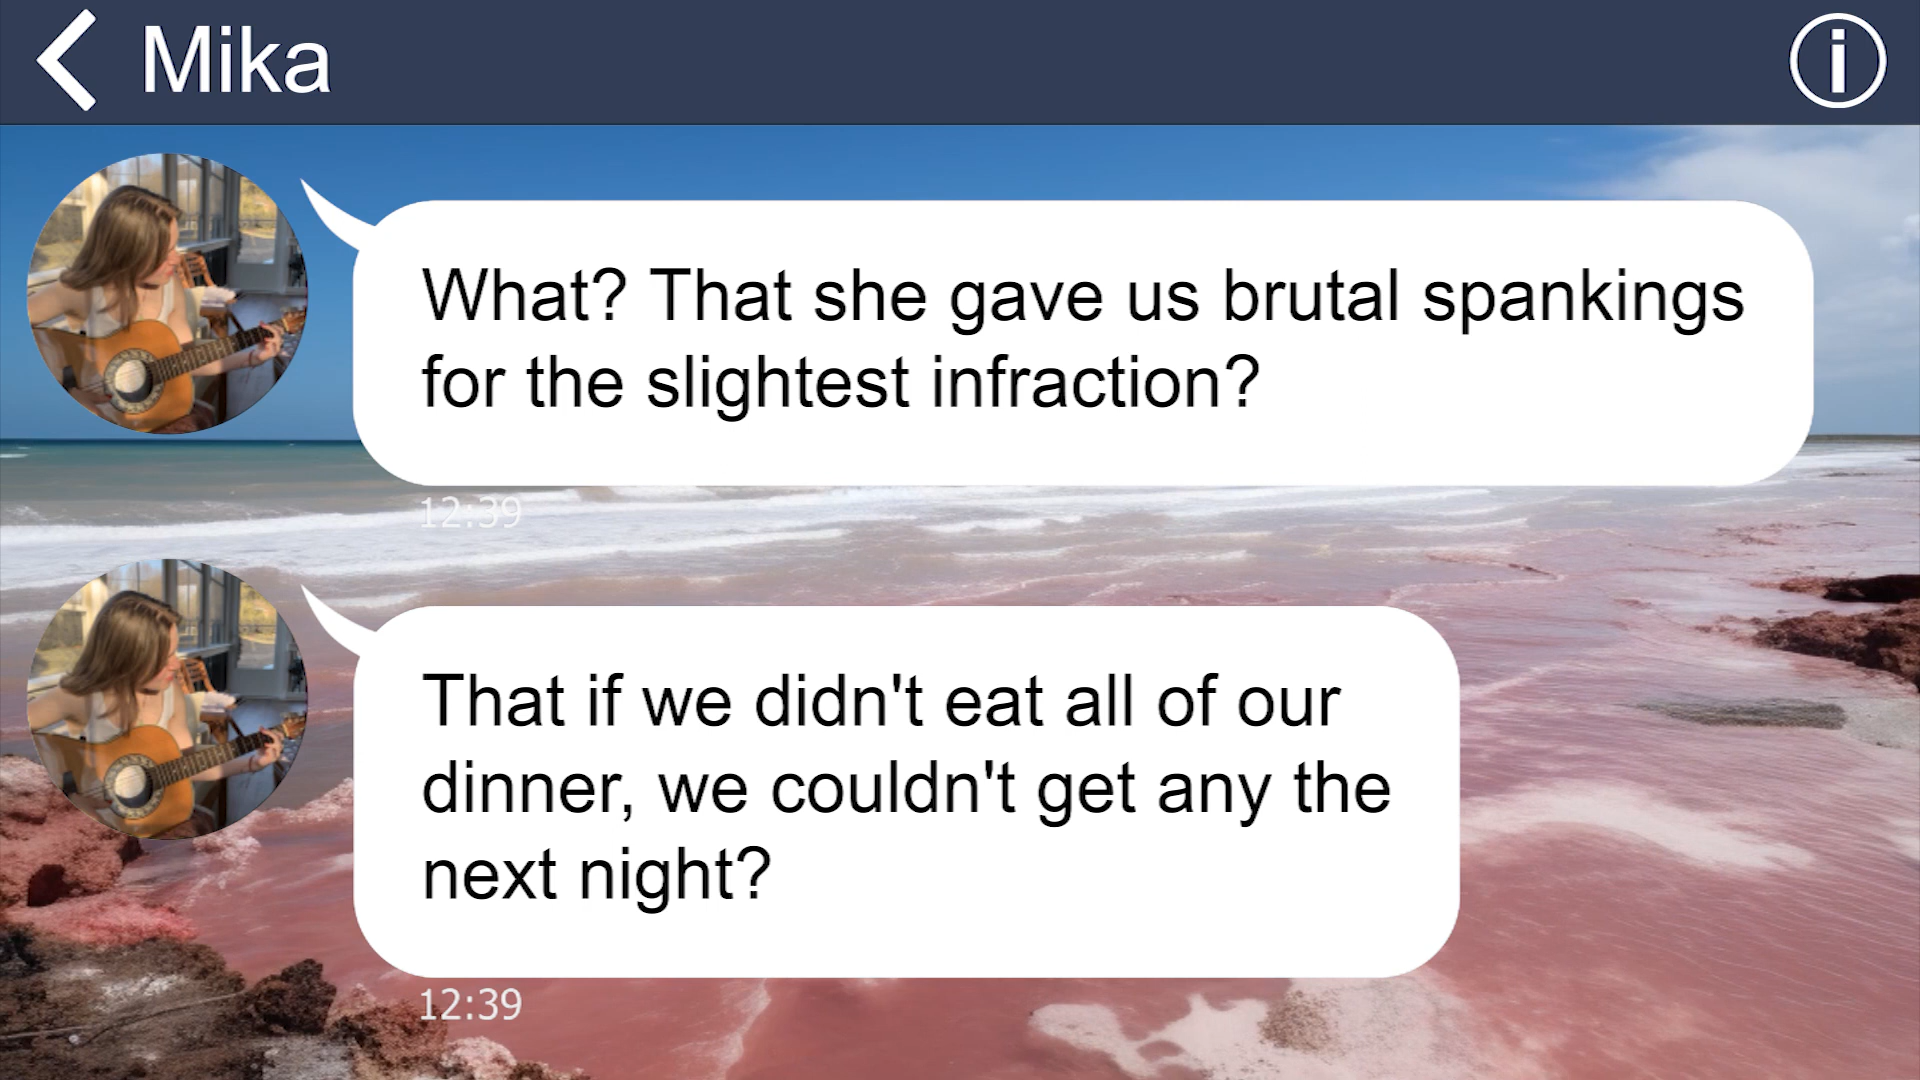 Mika
What? That she gave us brutal spankings
for the slightest infraction?
12:39
That if we didn't eat all of our
dinner, we couldn't get any the
next night?
12:39